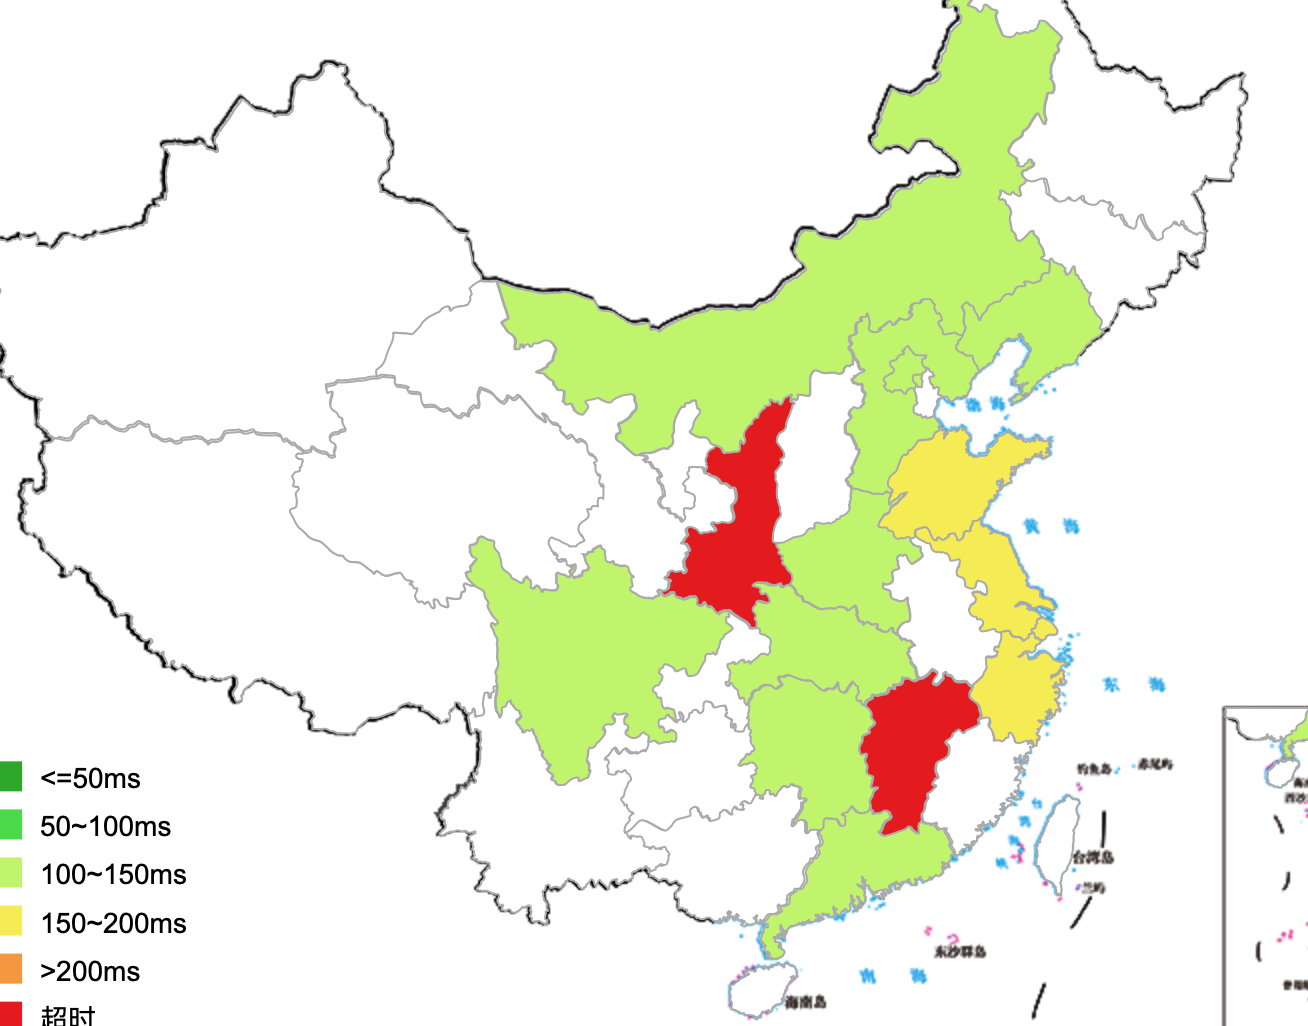 渤 海
黄 海
东 海
钓鱼岛
赤尾屿
台湾岛
兰屿
东沙群岛
南 海
海南岛
<=50ms
50~100ms
100~150ms
150~200ms
>200ms
超时